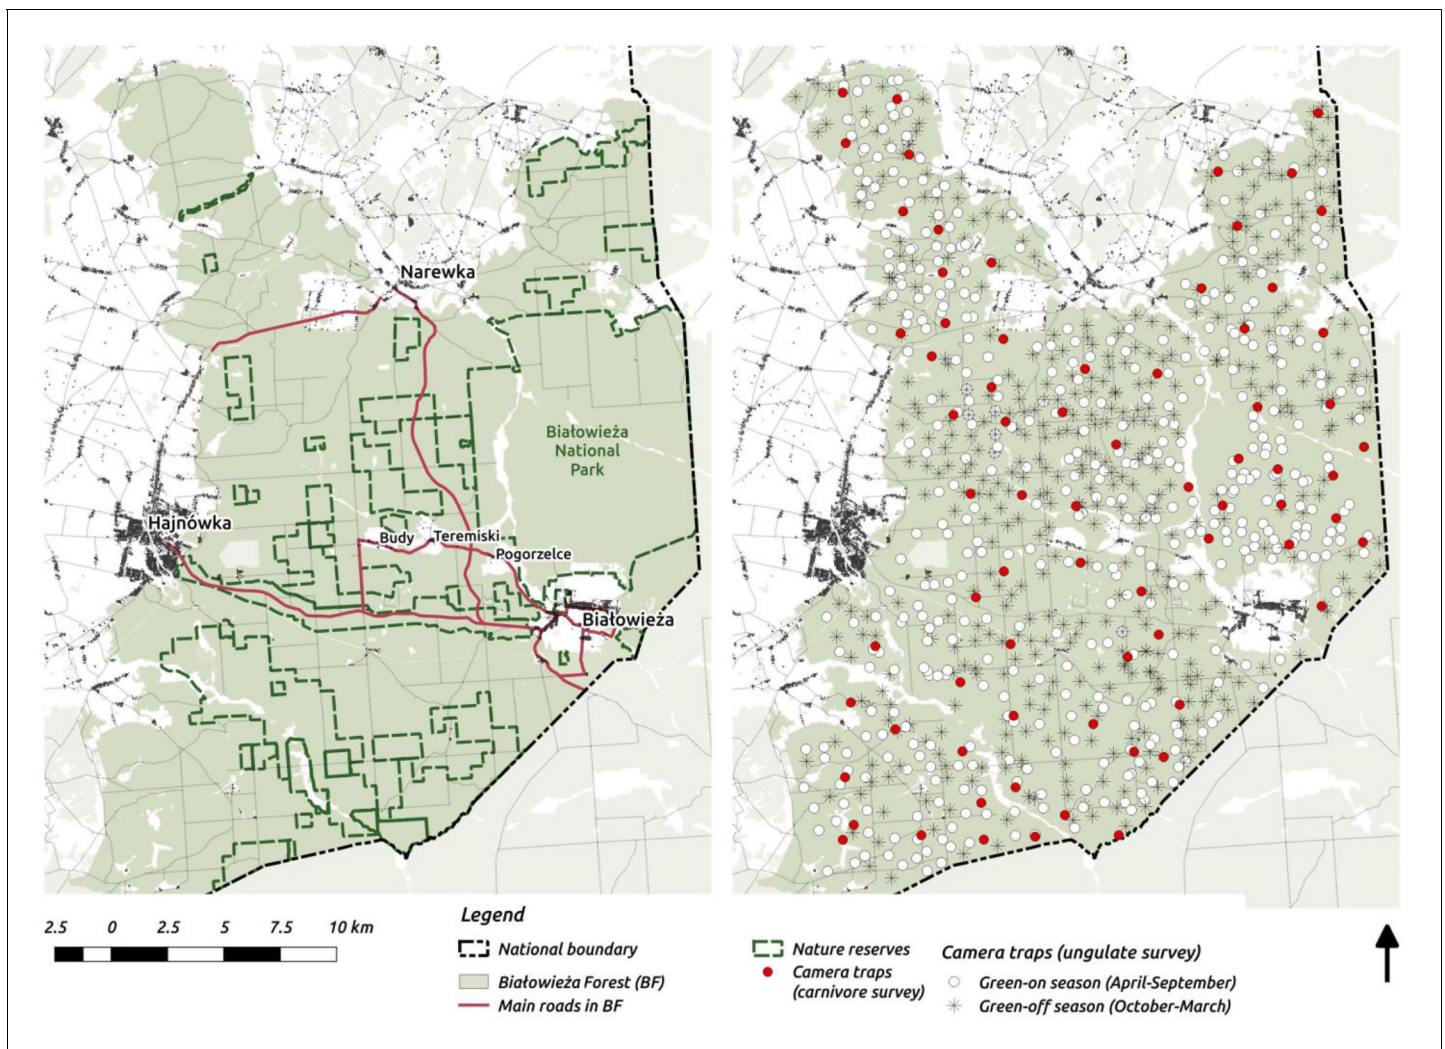 Narewka
Białowieża
National
Park
Hajnówka
Budy
Teremiski
Pogorzelce
Białowieża
2.5 0 2.5 5 7.5 10 km
Legend
National boundary
Białowieża Forest (BF)
Main roads in BF
Nature reserves
Camera traps
(carnivore survey)
Camera traps (ungulate survey)
Green-on season (April-September)
Green-off season (October-March)